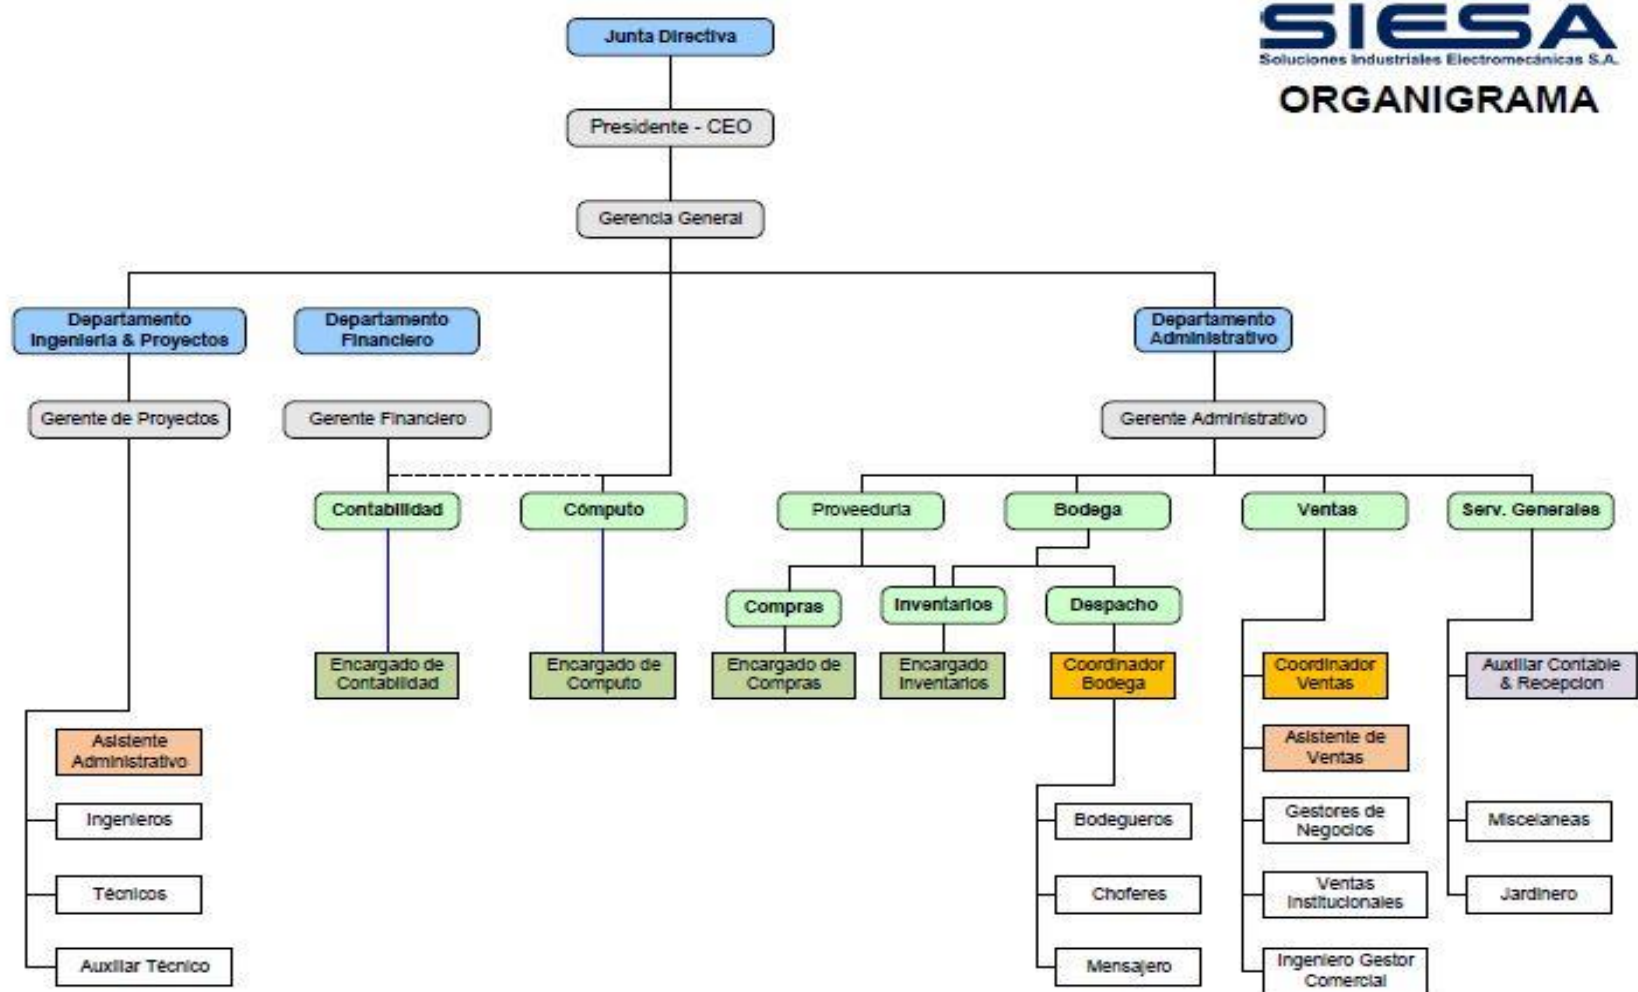 SIESA
Soluciones Industriales Electromecánicas S.A.
ORGANIGRAMA
Junta Directiva
Presidente - CEO
Gerencia General
Departamento
Ingeniería & Proyectos
Departamento
Financiero
Departamento
Administrativo
Gerente de Proyectos
Gerente Financiero
Gerente Administrativo
Contabilidad
Cómputo
Proveeduría
Bodega
Ventas
Serv. Generales
Compras
Inventarios
Despacho
Encargado de
Contabilidad
Encargado de
Cómputo
Encargado de
Compras
Encargado
Inventarios
Coordinador
Bodega
Coordinador
Ventas
Auxiliar Contable
& Recepcion
Asistente
Administrativo
Asistente de
Ventas
Ingenieros
Bodegueros
Gestores de
Negocios
Miscelaneas
Técnicos
Choferes
Ventas
Institucionales
Jardinero
Auxiliar Técnico
Mensajero
Ingeniero Gestor
Comercial